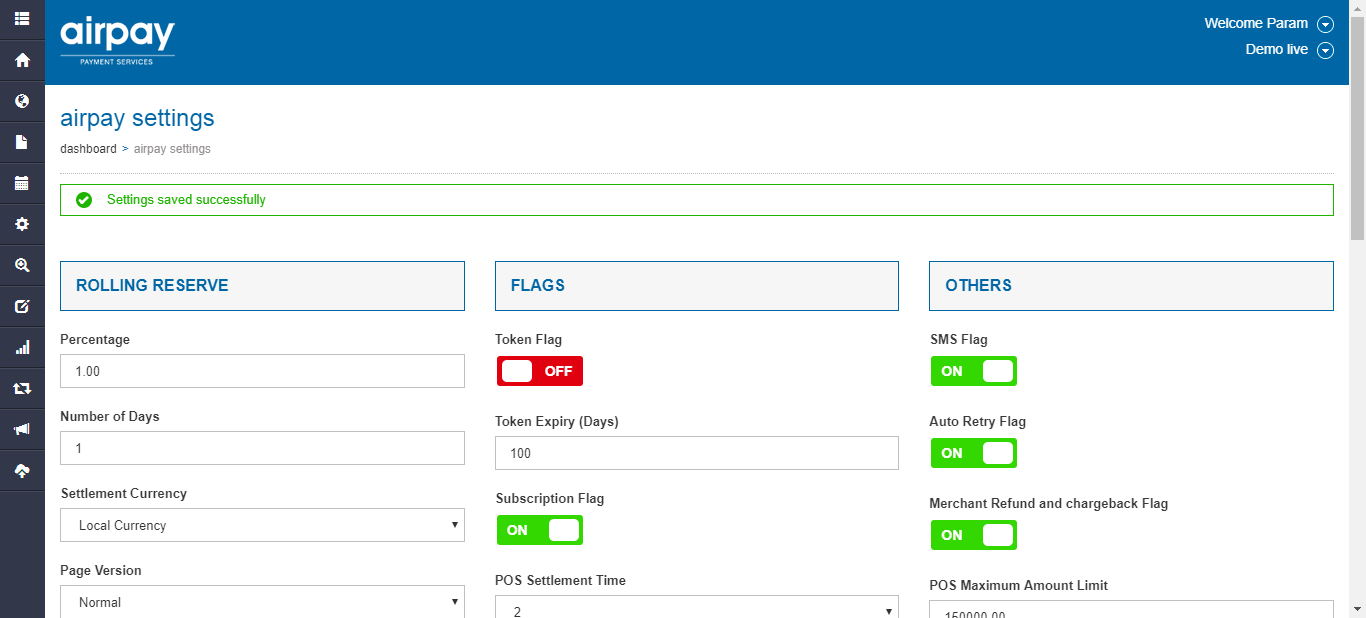 airpay
PAYMENT SERVICES
Welcome Param
Demo live
airpay settings
dashboard > airpay settings
Settings saved successfully
ROLLING RESERVE
Percentage
1.00
Number of Days
1
Settlement Currency
Local Currency
Page Version
Normal
FLAGS
Token Flag
OFF
Token Expiry (Days)
100
Subscription Flag
ON
POS Settlement Time
2
OTHERS
SMS Flag
ON
Auto Retry Flag
ON
Merchant Refund and chargeback Flag
ON
POS Maximum Amount Limit
150000.00